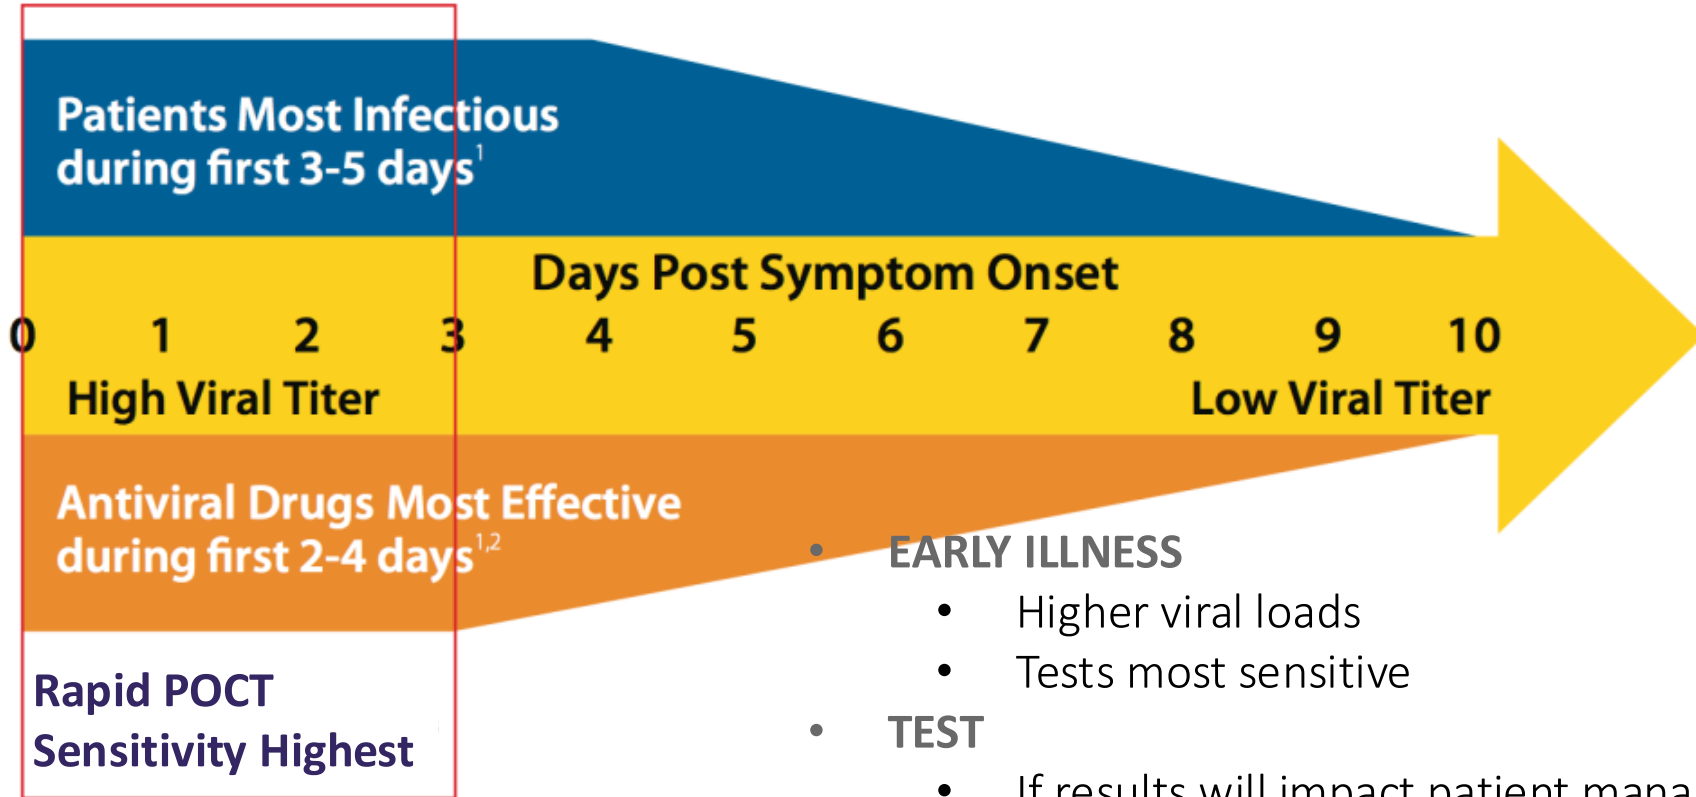 Patients Most Infectious
during first 3-5 days1
Days Post Symptom Onset
0 1 2 3 4 5 6 7 8 9 10
High Viral Titer Low Viral Titer
Antiviral Drugs Most Effective
during first 2-4 days1,2
Rapid POCT
Sensitivity Highest
• EARLY ILLNESS
• Higher viral loads
• Tests most sensitive
• TEST
• If results will impact patient